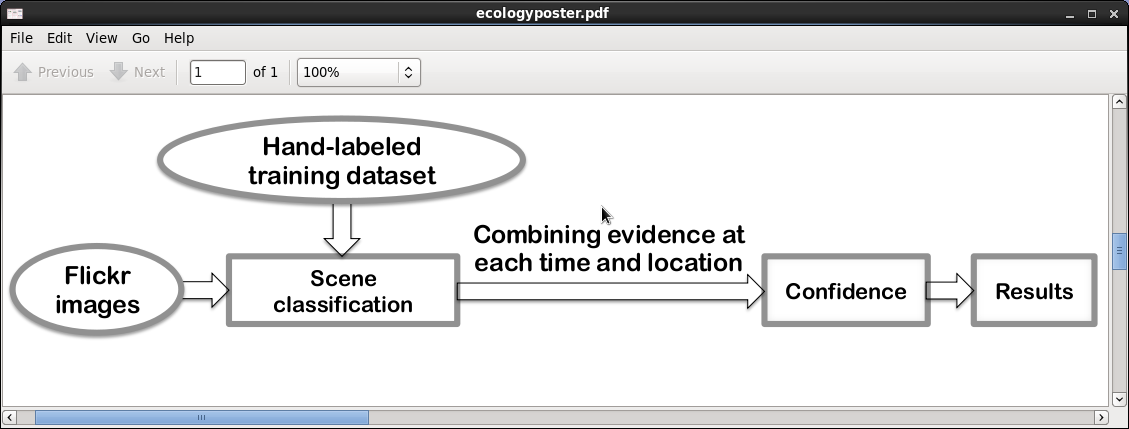 ecologyposter.pdf
File Edit View Go Help
Previous Next 1 of 1 100%
Hand-labeled
training dataset
Combining evidence at
each time and location
Flickr
images
Scene
classification
Confidence
Results